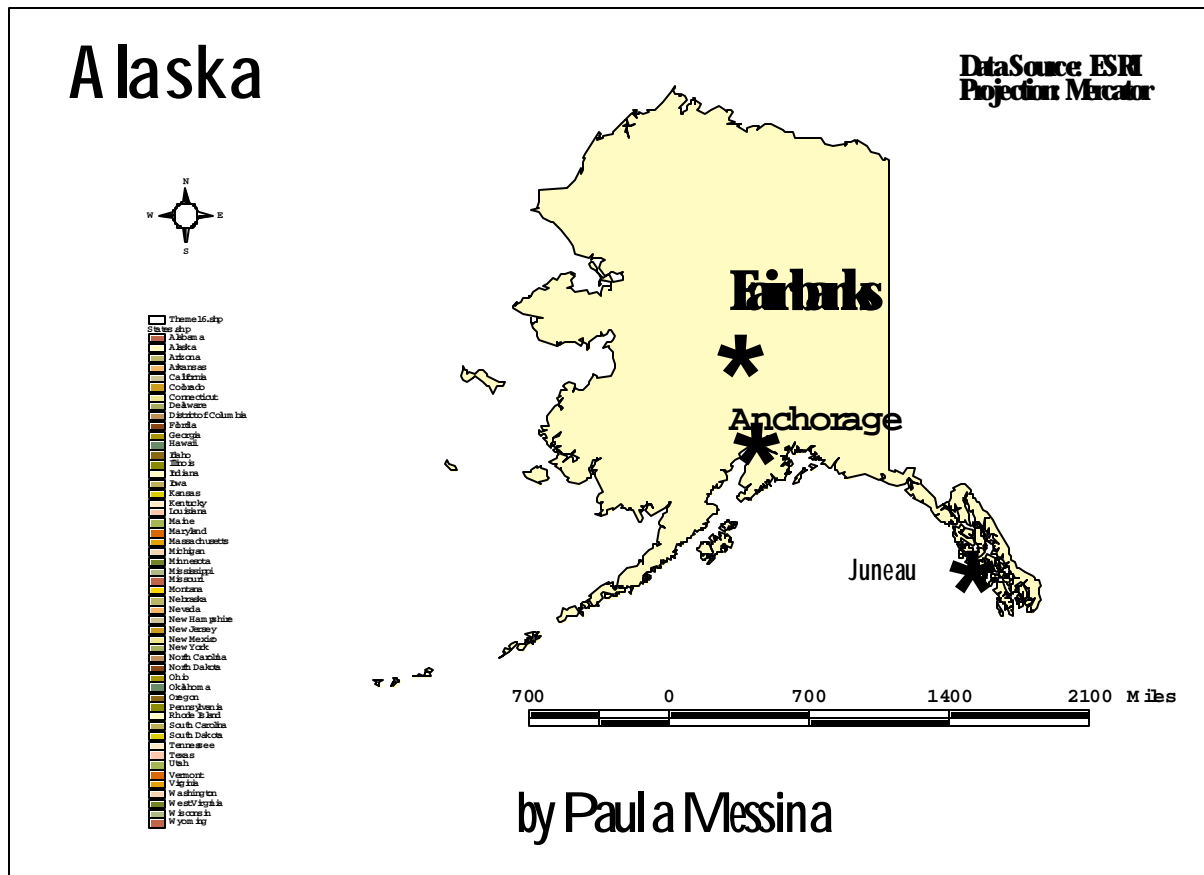 Alaska
Data Source: ESRI
Projection: Mercator
N
W E
S
Theme16.shp
States.shp
Alabama
Alaska
Arizona
Arkansas
California
Colorado
Connecticut
Delaware
District of Columbia
Florida
Georgia
Hawaii
Idaho
Illinois
Indiana
Iowa
Kansas
Kentucky
Louisiana
Maine
Maryland
Massachusetts
Michigan
Minnesota
Mississippi
Missouri
Montana
Nebraska
Nevada
New Hampshire
New Jersey
New Mexico
New York
North Carolina
North Dakota
Ohio
Oklahoma
Oregon
Pennsylvania
Rhode Island
South Carolina
South Dakota
Tennessee
Texas
Utah
Vermont
Virginia
Washington
West Virginia
Wisconsin
Wyoming
Fairbanks
Anchorage
Juneau
700 0 700 1400 2100 Miles
by Paula Messina